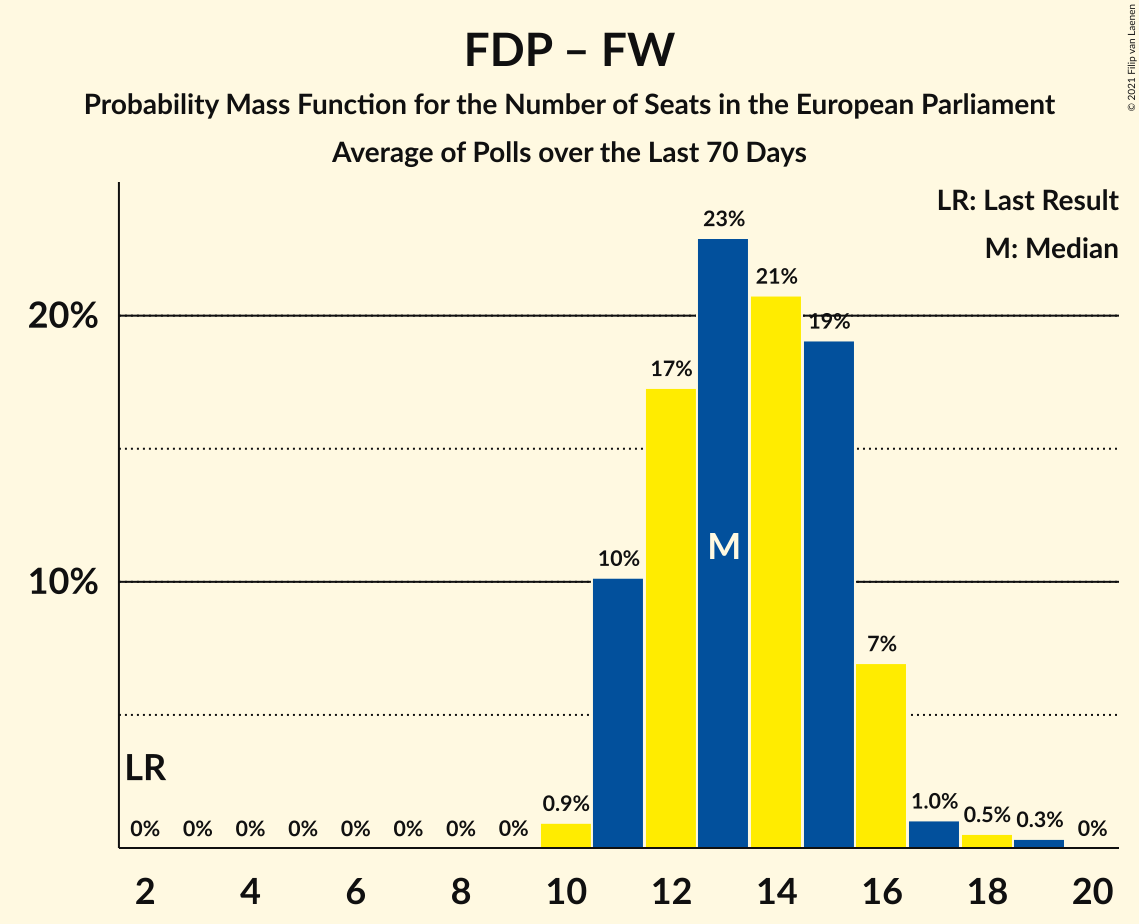 FDP – FW
Probability Mass Function for the Number of Seats in the European Parliament
Average of Polls over the Last 70 Days
© 2021 Filip van Laenen
LR: Last Result
M: Median
20%
10%
LR
M
0%
0%
0%
0%
0%
0%
0%
0%
0.9%
10%
17%
23%
21%
19%
7%
1.0%
0.5%
0.3%
0%
2 4 6 8 10 12 14 16 18 20